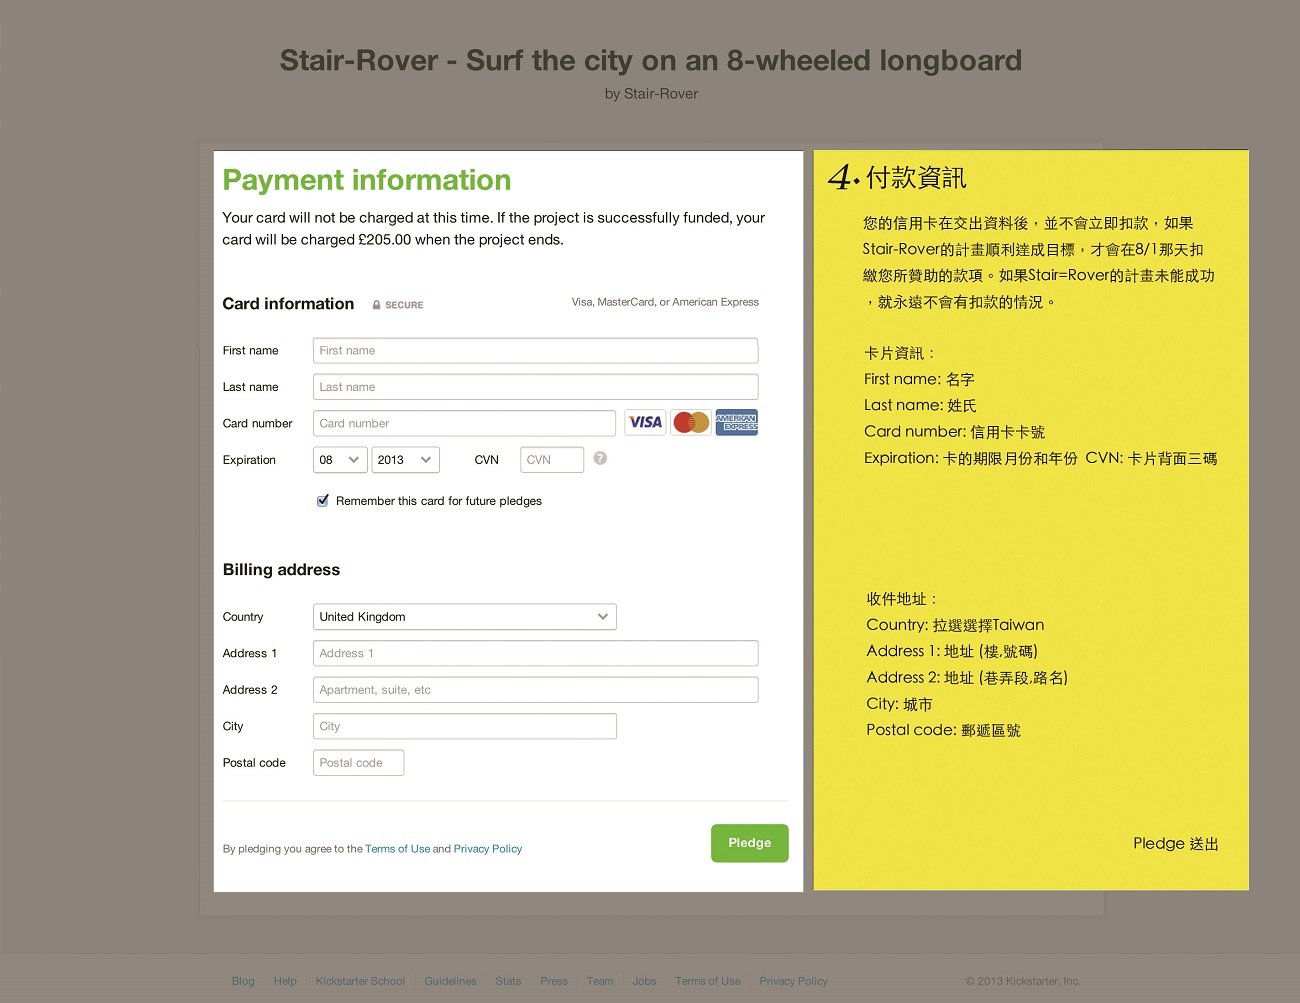 Stair-Rover - Surf the city on an 8-wheeled longboard
by Stair-Rover
Payment information
Your card will not be charged at this time. If the project is successfully funded, your
card will be charged £205.00 when the project ends.
Card information
SECURE
Visa, MasterCard, or American Express
First name
First name
Last name
Last name
Card number
Card number
VISA
MasterCard
AMERICAN EXPRESS
Expiration
08
2013
CVN
CVN
?
Remember this card for future pledges
Billing address
Country
United Kingdom
Address 1
Address 1
Address 2
Apartment, suite, etc
City
City
Postal code
Postal code
By pledging you agree to the Terms of Use and Privacy Policy
Pledge
4. 付款資訊
您的信用卡在交出資料後，並不會立即扣款，如果
Stair-Rover的計畫順利達成目標，才會在8/1那天扣
繳您所贊助的款項。如果Stair=Rover的計畫未能成功
，就永遠不會有扣款的情況。
卡片資訊：
First name: 名字
Last name: 姓氏
Card number: 信用卡卡號
Expiration: 卡的期限月份和年份 CVN: 卡片背面三碼
收件地址：
Country: 拉選選擇Taiwan
Address 1: 地址 (樓,號碼)
Address 2: 地址 (巷弄段,路名)
City: 城市
Postal code: 郵遞區號
Pledge 送出
Blog
Help
Kickstarter School
Guidelines
Stats
Press
Team
Jobs
Terms of Use
Privacy Policy
© 2013 Kickstarter, Inc.